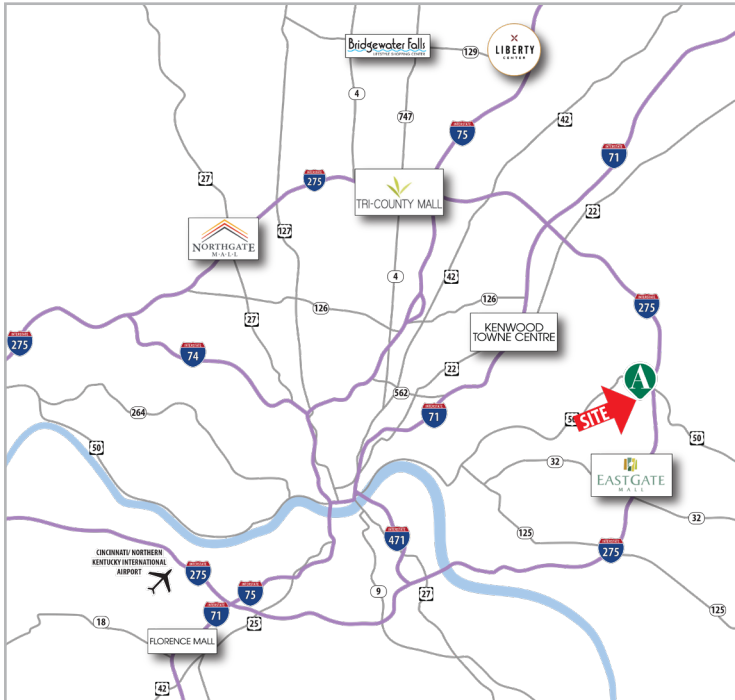 Bridgewater Falls
LIFESTYLE SHOPPING CENTER
129
LIBERTY
CENTER
4
747
42
75
71
27
275
TRI-COUNTY MALL
22
NORTHGATE
MALL
127
4
42
126
126
275
27
KENWOOD
TOWNE CENTRE
275
74
22
562
A
71
SITE
264
50
50
32
EASTGATE
MALL
32
471
125
275
CINCINNATI/ NORTHERN
KENTUCKY INTERNATIONAL
AIRPORT
275
75
9
27
71
125
18
25
FLORENCE MALL
42